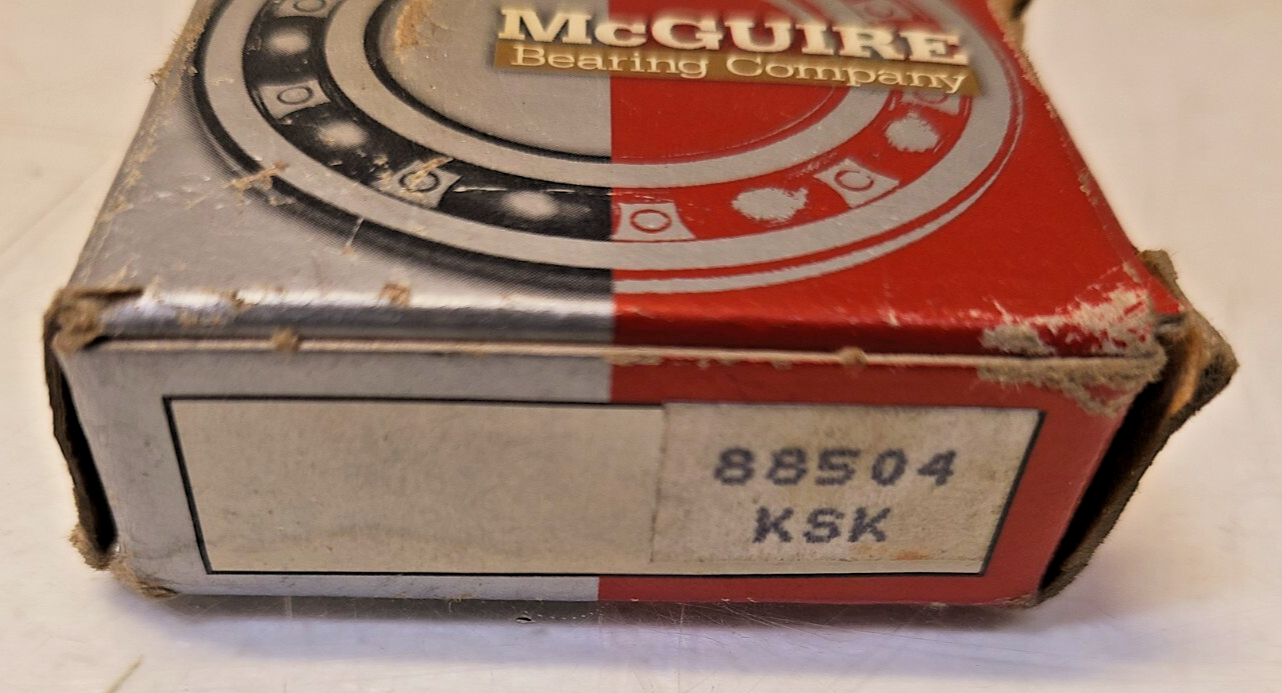 McGUIRE
Bearing Company
88504
KSK